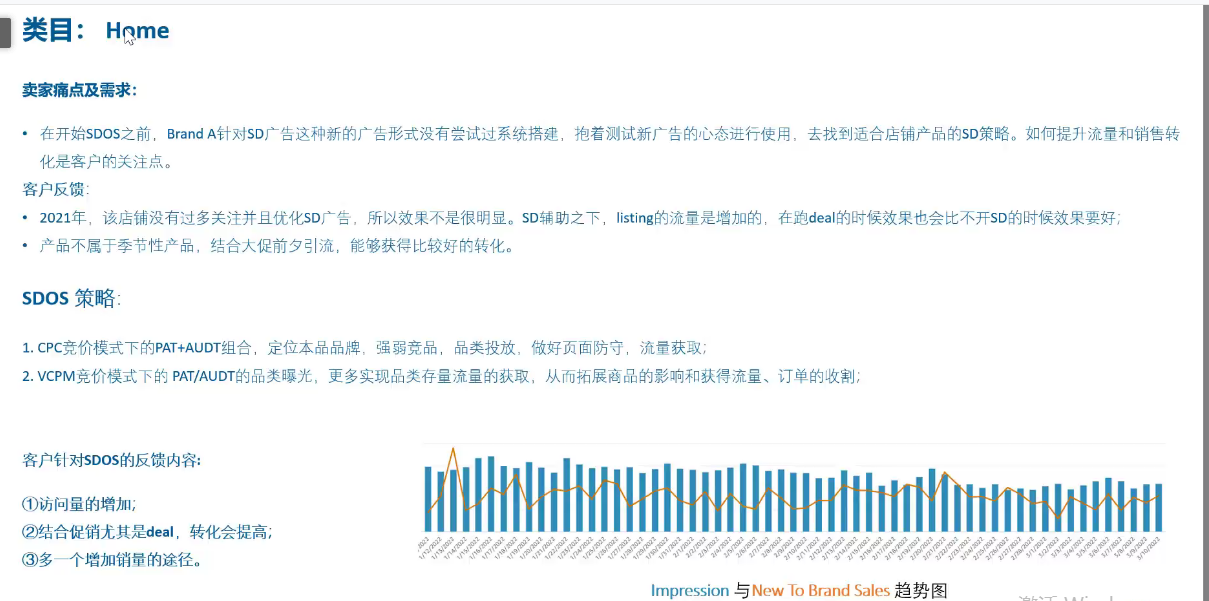 类目： Home
卖家痛点及需求：
• 在开始SDOS之前，Brand A针对SD广告这种新的广告形式没有尝试过系统搭建，抱着测试新广告的心态进行使用，去找到适合店铺产品的SD策略。如何提升流量和销售转
化是客户的关注点。
客户反馈：
• 2021年，该店铺没有过多关注并且优化SD广告，所以效果不是很明显。SD辅助之下，listing的流量是增加的，在跑deal的时候效果也会比不开SD的时候效果要好；
• 产品不属于季节性产品，结合大促前夕引流，能够获得比较好的转化。
SDOS 策略：
1. CPC竞价模式下的PAT+AUDT组合，定位本品品牌，强弱竞品，品类投放，做好页面防守，流量获取；
2. VCPM竞价模式下的 PAT/AUDT的品类曝光，更多实现品类存量流量的获取，从而拓展商品的影响和获得流量、订单的收割；
客户针对SDOS的反馈内容：
①访问量的增加；
②结合促销尤其是deal，转化会提高；
③多一个增加销量的途径。
Impression 与New To Brand Sales 趋势图